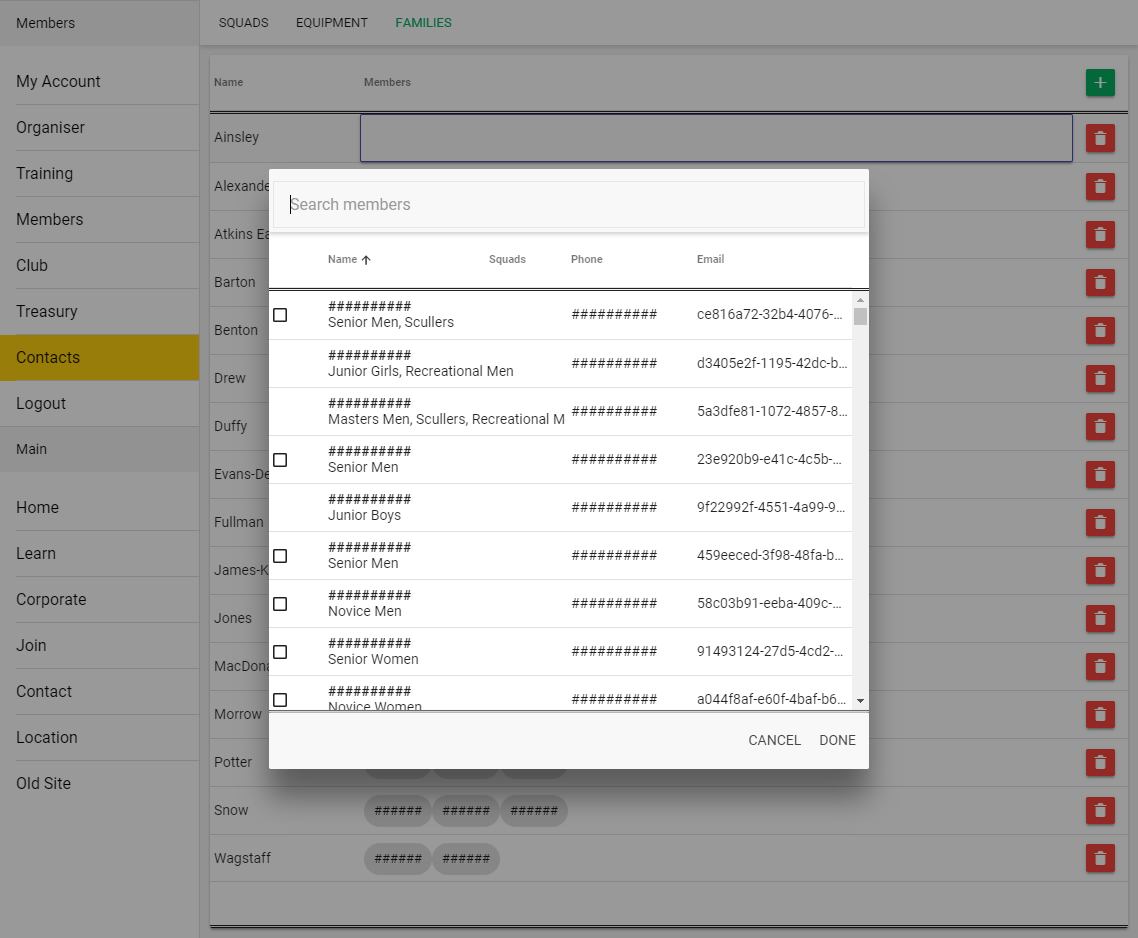 Members
SQUADS EQUIPMENT FAMILIES
My Account
Organiser
Training
Members
Club
Treasury
Contacts
Logout
Main
Home
Learn
Corporate
Join
Contact
Location
Old Site
Name Members
Ainsley
Alexande
Atkins Ea
Barton
Benton
Drew
Duffy
Evans-De
Fullman
James-K
Jones
MacDona
Morrow
Potter
Snow ###### ###### ######
Wagstaff ###### ######
Search members
Name Squads Phone Email
##########
Senior Men, Scullers
########## ce816a72-32b4-4076-...
##########
Junior Girls, Recreational Men
d3405e2f-1195-42dc-b...
##########
Masters Men, Scullers, Recreational M
########## 5a3dfe81-1072-4857-8...
##########
Senior Men
########## 23e920b9-e41c-4c5b-...
##########
Junior Boys
########## 9f22992f-4551-4a99-9...
##########
Senior Men
########## 459eeced-3f98-48fa-b...
##########
Novice Men
########## 58c03b91-eeba-409c-...
##########
Senior Women
########## 91493124-27d5-4cd2-...
##########
Novice Women
########## a044f8af-e60f-4baf-b6...
CANCEL DONE